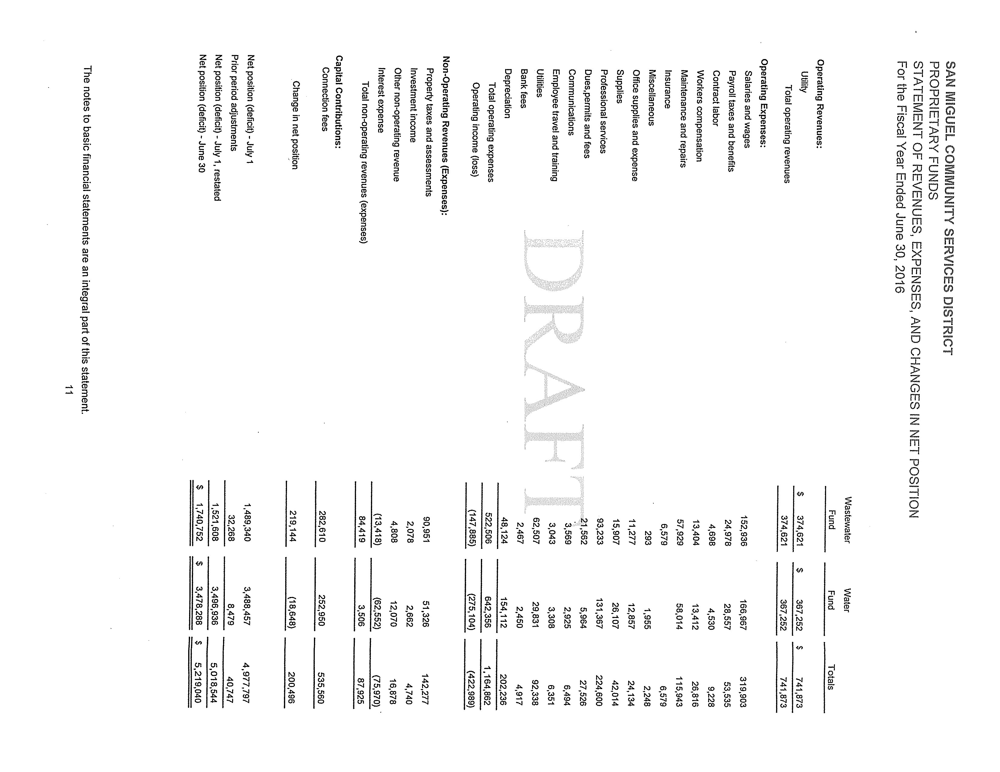 SAN MIGUEL COMMUNITY SERVICES DISTRICT
PROPRIETARY FUNDS
STATEMENT OF REVENUES, EXPENSES, AND CHANGES IN NET POSITION
For the Fiscal Year Ended June 30, 2016
Wastewater Water
Fund Fund Totals
Operating Revenues:
Utility $ 374,621 $ 367,252 $ 741,873
Total operating revenues 374,621 367,252 741,873
Operating Expenses:
Salaries and wages 152,936 166,967 319,903
Payroll taxes and benefits 24,978 28,557 53,535
Contract labor 4,698 4,530 9,228
Workers compensation 13,404 13,412 26,816
Maintenance and repairs 57,929 58,014 115,943
Insurance 6,579 6,579
Miscellaneous 293 1,955 2,248
Office supplies and expense 11,277 12,857 24,134
Supplies 15,907 26,107 42,014
Professional services 93,233 131,367 224,600
Dues,permits and fees 21,562 5,964 27,526
Communications 3,569 2,925 6,494
Employee travel and training 3,043 3,308 6,351
Utilities 62,507 29,831 92,338
Bank fees 2,467 2,450 4,917
Depreciation 48,124 154,112 202,236
Total operating expenses 522,506 642,356 1,164,862
Operating income (loss) (147,885) (275,104) (422,989)
DRAFT
Non-Operating Revenues (Expenses):
Property taxes and assessments 90,951 51,326 142,277
Investment income 2,078 2,662 4,740
Other non-operating revenue 4,808 12,070 16,878
Interest expense (13,418) (62,552) (75,970)
Total non-operating revenues (expenses) 84,419 3,506 87,925
Capital Contributions:
Connection fees 282,610 252,950 535,560
Change in net position 219,144 (18,648) 200,496
Net position (deficit) - July 1 1,489,340 3,488,457 4,977,797
Prior period adjustments 32,268 8,479 40,747
Net position (deficit) - July 1, restated 1,521,608 3,496,936 5,018,544
Net position (deficit) - June 30 $ 1,740,752 $ 3,478,288 $ 5,219,040
The notes to basic financial statements are an integral part of this statement.
11